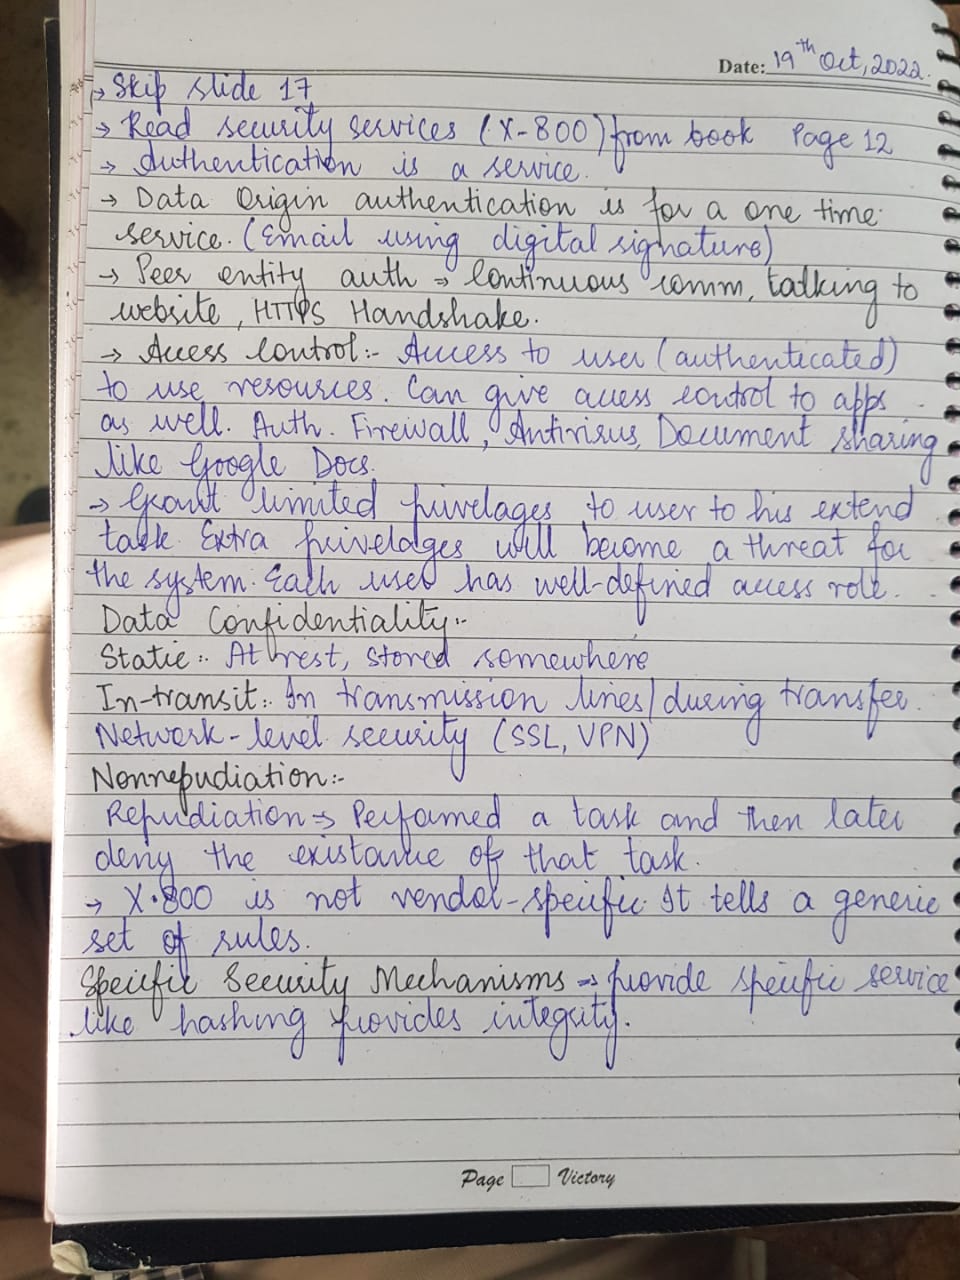 Date: 19th Oct, 2022.
→ Skip slide 17
→ Read security services (X-800) from book Page 12
→ Authentication is a service.
→ Data Origin authentication is for a one time
service. (Email using digital signature)
→ Peer entity auth → Continuous comm, talking to
website, HTTPS Handshake.
→ Access Control:- Access to user (authenticated)
to use resources. Can give access control to apps
as well. Auth. Firewall, Antivirus, Document sharing
like Google Docs.
→ Grant limited privelages to user to his extend
task. Extra privelages will become a threat for
the system. Each user has well-defined access role.
Data Confidentiality:-
Static:. At rest, stored somewhere
In-transit:. In transmission lines/during transfer.
Network-level security (SSL, VPN)
Nonrepudiation:-
Repudiation → Performed a task and then later
deny the existance of that task.
→ X.800 is not vendor-specific. It tells a generic
set of rules.
Specific Security Mechanisms → provide specific service
like hashing provides integrity.
Page Victory